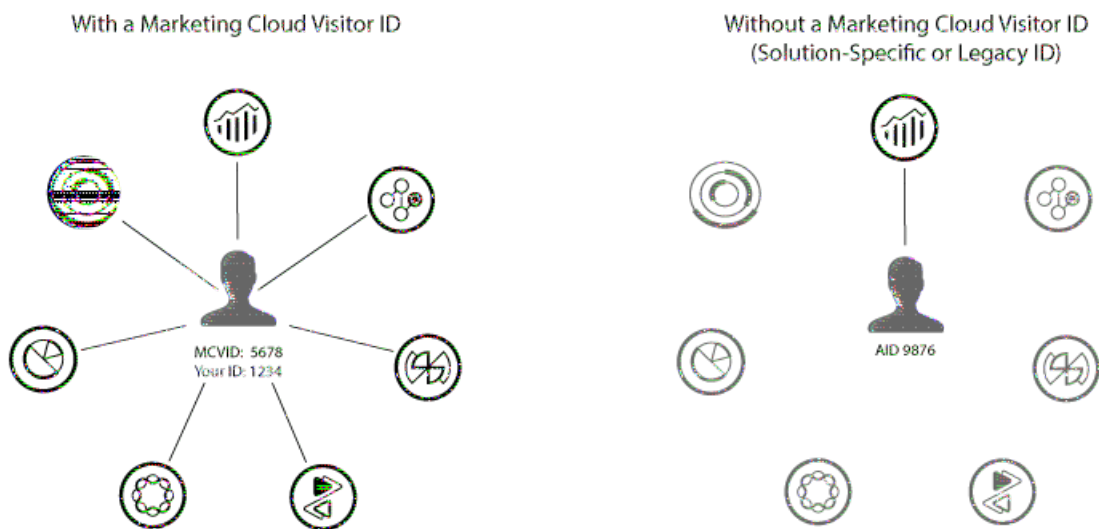 With a Marketing Cloud Visitor ID
MCVID: 5678
Your ID: 1234
Without a Marketing Cloud Visitor ID
(Solution-Specific or Legacy ID)
AID 9876